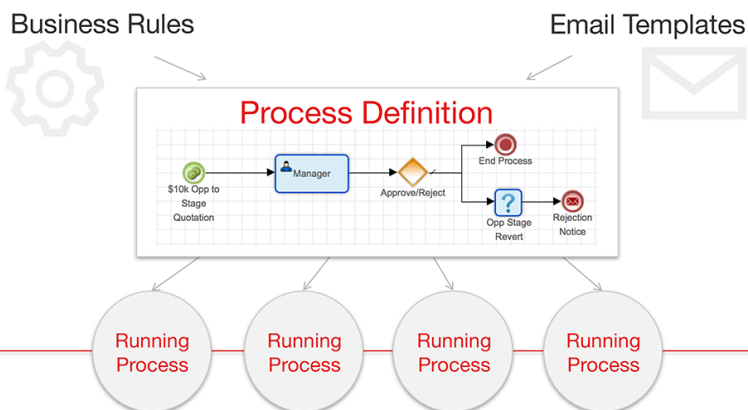 Business Rules
Email Templates
Process Definition
$10k Opp to
Stage
Quotation
Manager
Approve/Reject
End Process
?
Opp Stage
Revert
Rejection
Notice
Running
Process
Running
Process
Running
Process
Running
Process